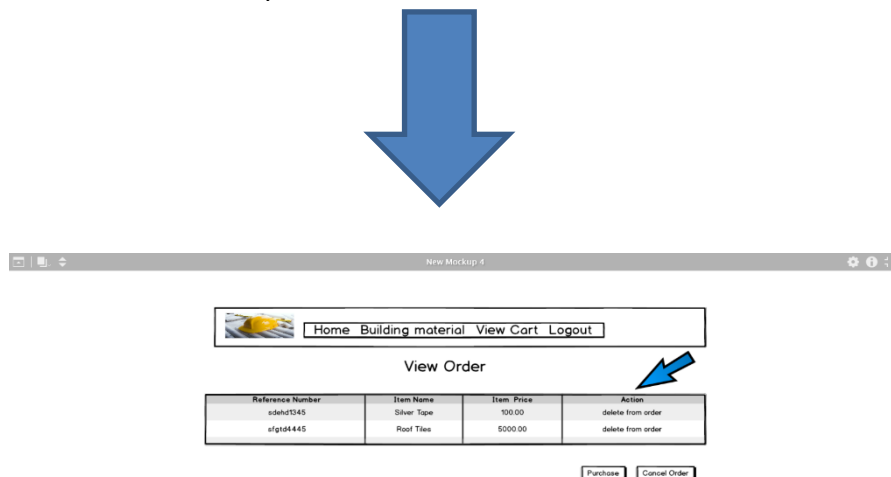 New Mockup 4
Home Building material View Cart Logout
View Order
Reference Number Item Name Item Price Action
sdehd1345 Silver Tape 100.00 delete from order
sfgtd4445 Roof Tiles 5000.00 delete from order
Purchase Cancel Order